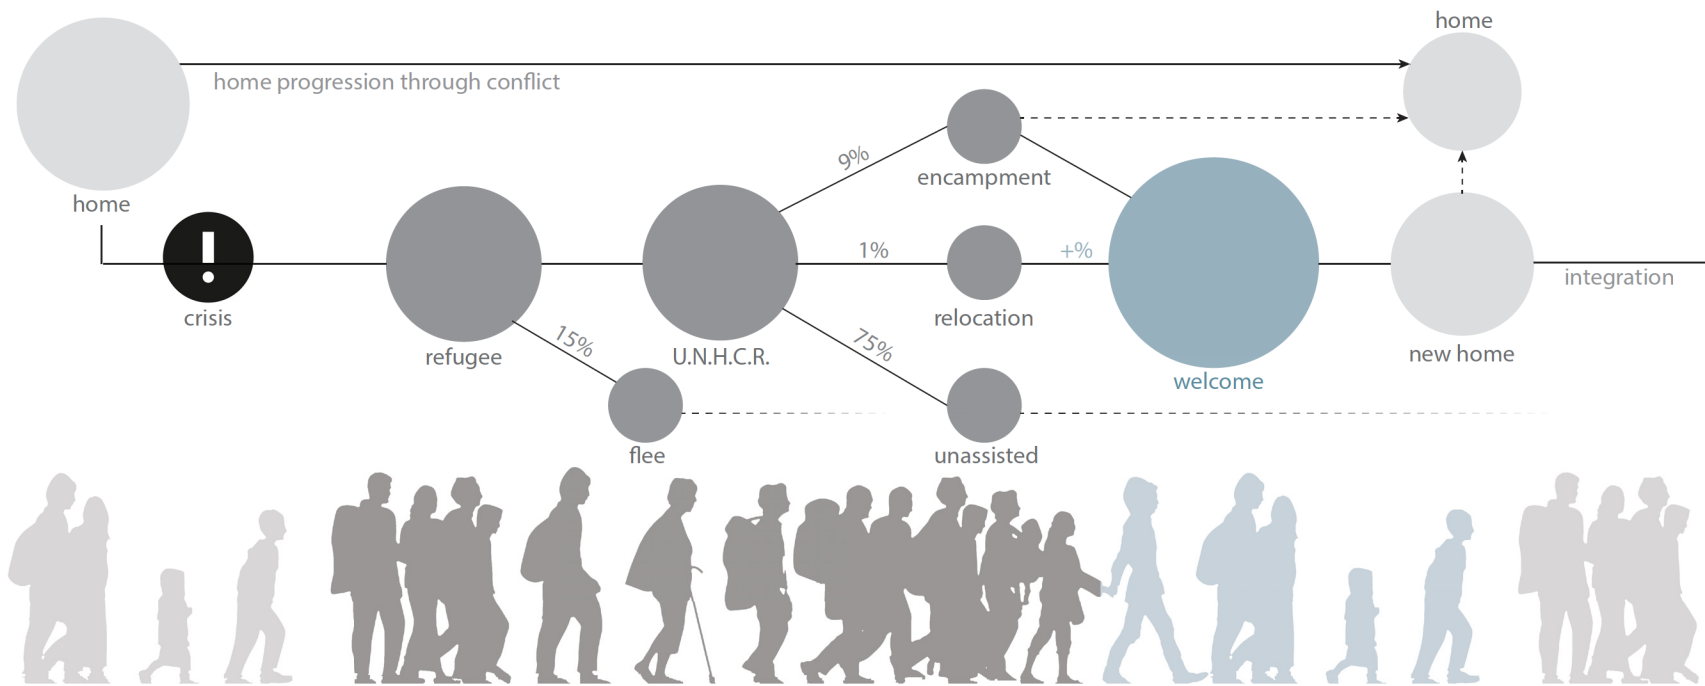 home
home progression through conflict
9%
encampment
home
!
1%
+%
integration
crisis
relocation
15%
refugee
U.N.H.C.R.
75%
new home
welcome
flee
unassisted
home